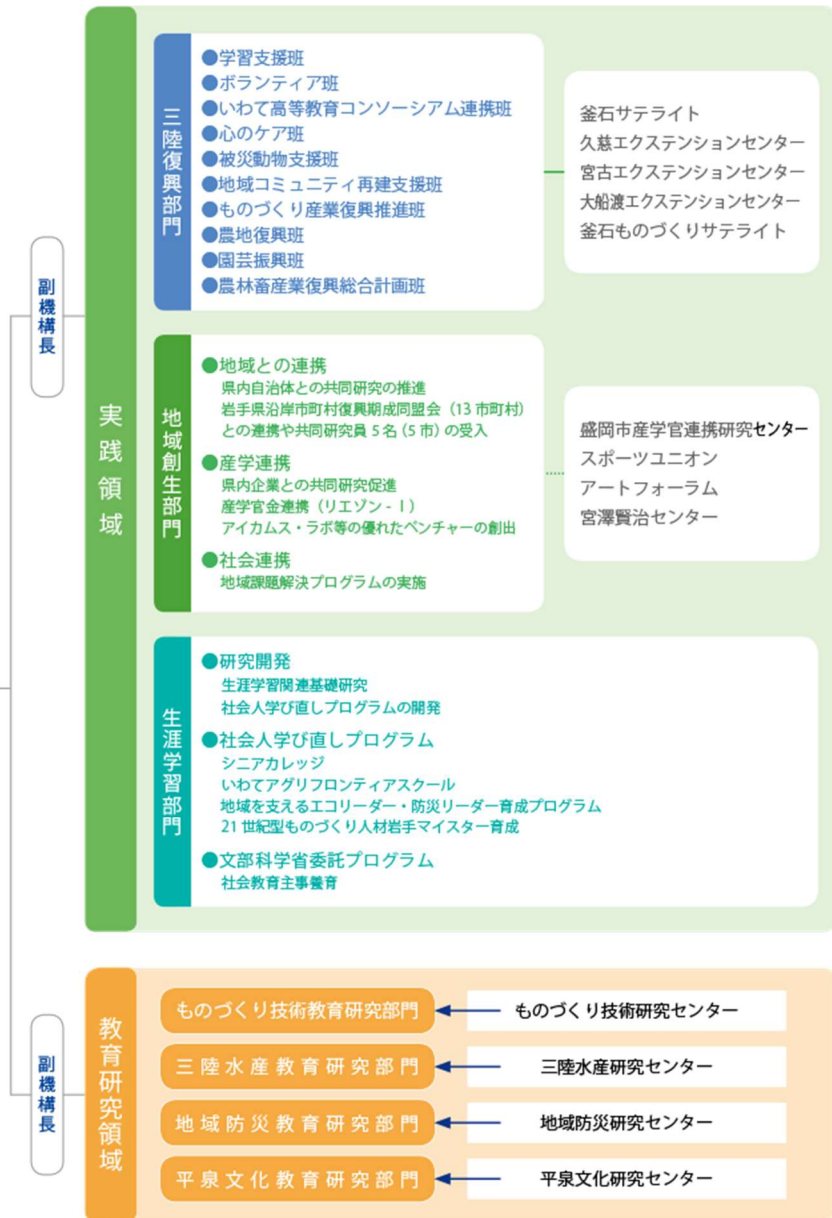 副機構長
実践領域
三陸復興部門
●学習支援班
●ボランティア班
●いわて高等教育コンソーシアム連携班
●心のケア班
●被災動物支援班
●地域コミュニティ再建支援班
●ものづくり産業復興推進班
●農地復興班
●園芸振興班
●農林畜産業復興総合計画班
釜石サテライト
久慈エクステンションセンター
宮古エクステンションセンター
大船渡エクステンションセンター
釜石ものづくりサテライト
地域創生部門
●地域との連携
県内自治体との共同研究の推進
岩手県沿岸市町村復興期成同盟会（13 市町村）
との連携や共同研究員 5 名（5 市）の受入
●産学連携
県内企業との共同研究促進
産学官金連携（リエゾン - I）
アイカムス・ラボ等の優れたベンチャーの創出
●社会連携
地域課題解決プログラムの実施
盛岡市産学官連携研究センター
スポーツユニオン
アートフォーラム
宮澤賢治センター
生涯学習部門
●研究開発
生涯学習関連基礎研究
社会人学び直しプログラムの開発
●社会人学び直しプログラム
シニアカレッジ
いわてアグリフロンティアスクール
地域を支えるエコリーダー・防災リーダー育成プログラム
21 世紀型ものづくり人材岩手マイスター育成
●文部科学省委託プログラム
社会教育主事養育
副機構長
教育研究領域
ものづくり技術教育研究部門
ものづくり技術研究センター
三陸水産教育研究部門
三陸水産研究センター
地域防災教育研究部門
地域防災研究センター
平泉文化教育研究部門
平泉文化研究センター